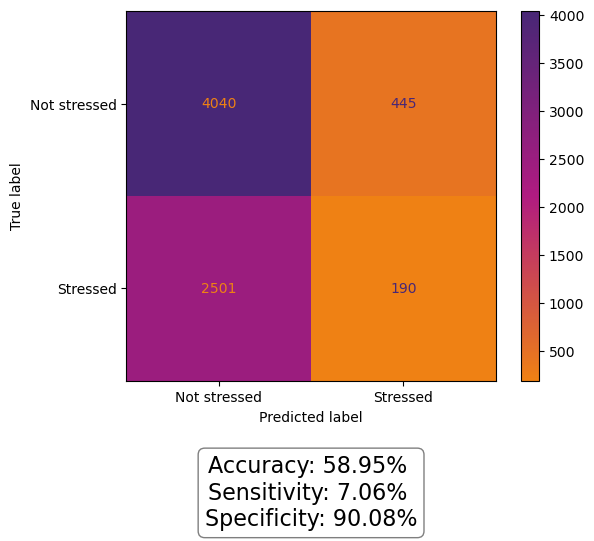 4000
Not stressed
4040
445
3500
3000
2500
True label
2000
1500
Stressed
2501
190
1000
500
Not stressed
Stressed
Predicted label
Accuracy: 58.95%
Sensitivity: 7.06%
Specificity: 90.08%